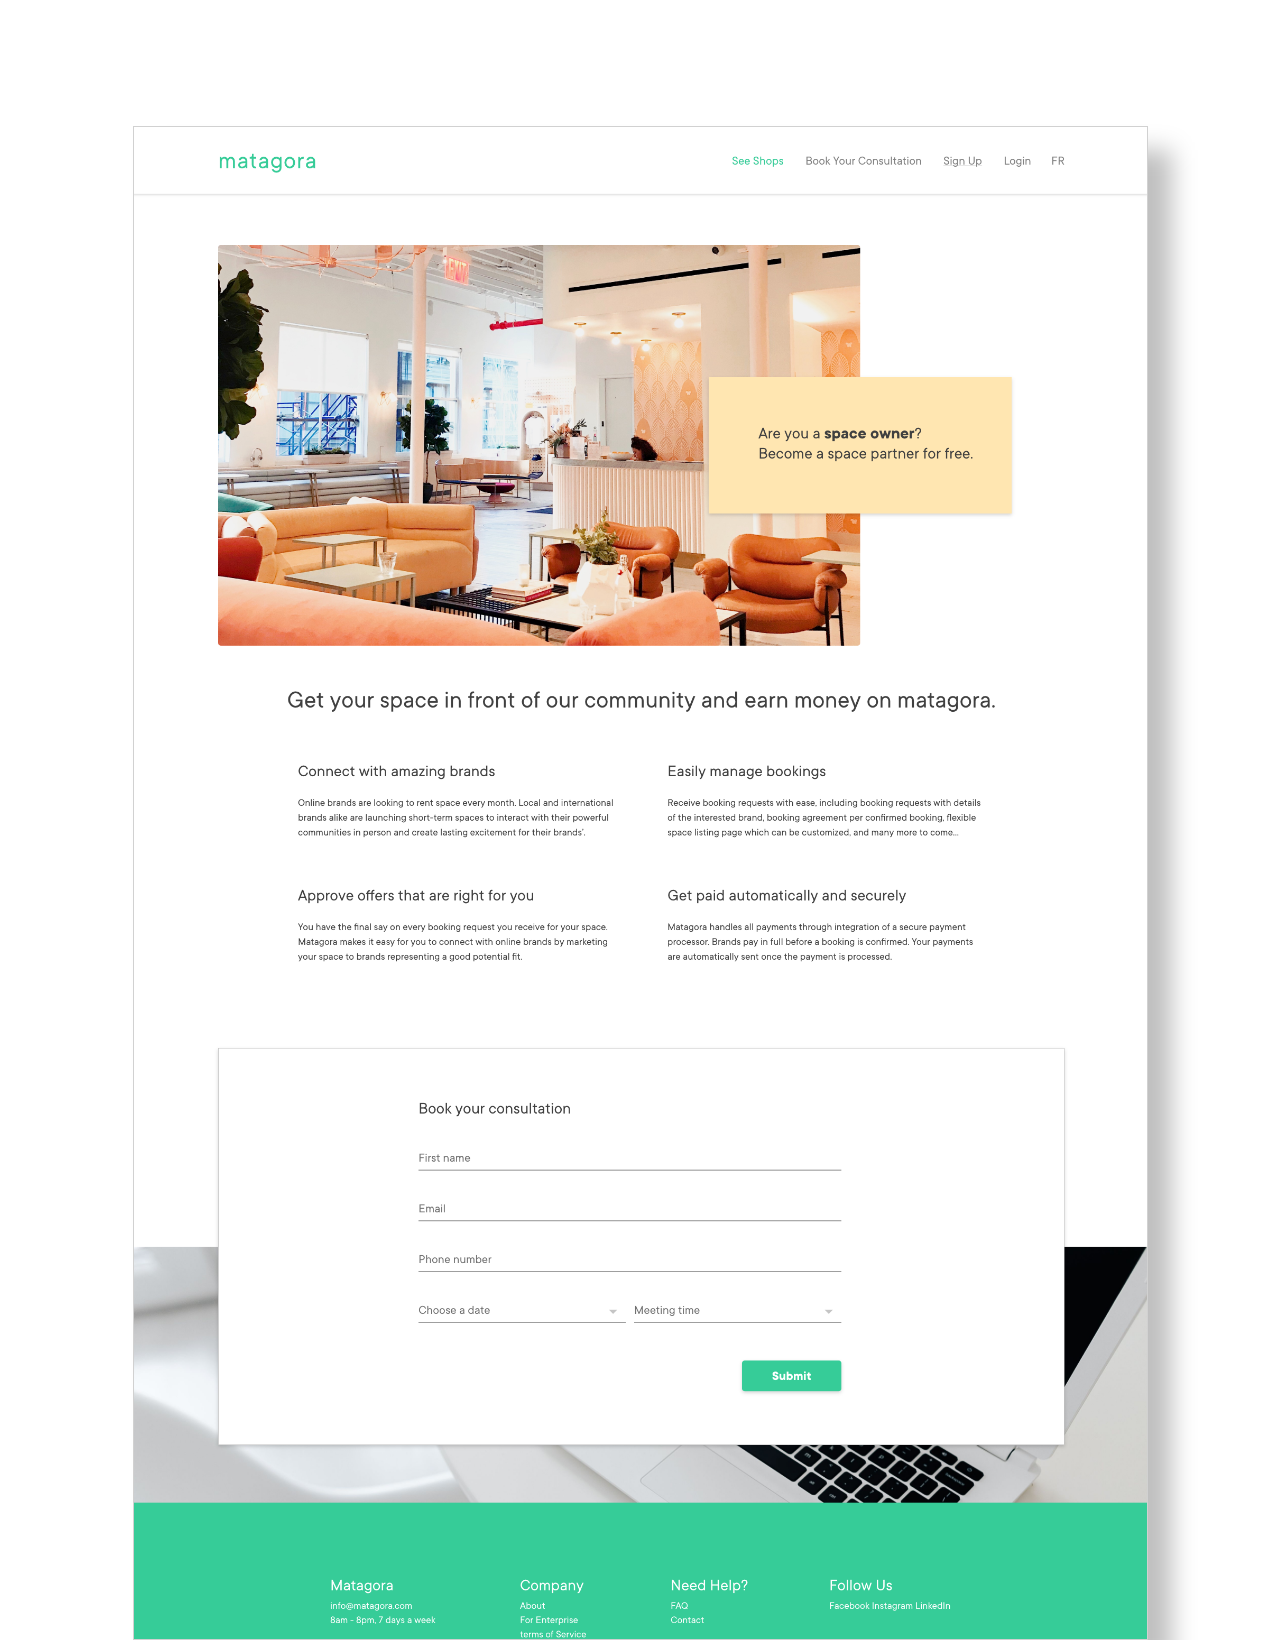 matagora
See Shops Book Your Consultation Sign Up Login FR
EXIT
Are you a space owner?
Become a space partner for free.
Get your space in front of our community and earn money on matagora.
Connect with amazing brands
Online brands are looking to rent space every month. Local and international
brands alike are launching short-term spaces to interact with their powerful
communities in person and create lasting excitement for their brands'.
Easily manage bookings
Receive booking requests with ease, including booking requests with details
of the interested brand, booking agreement per confirmed booking, flexible
space listing page which can be customized, and many more to come...
Approve offers that are right for you
You have the final say on every booking request you receive for your space.
Matagora makes it easy for you to connect with online brands by marketing
your space to brands representing a good potential fit.
Get paid automatically and securely
Matagora handles all payments through integration of a secure payment
processor. Brands pay in full before a booking is confirmed. Your payments
are automatically sent once the payment is processed.
Book your consultation
First name
Email
Phone number
Choose a date Meeting time
Submit
Matagora
info@matagora.com
8am - 8pm, 7 days a week
Company
About
For Enterprise
terms of Service
Need Help?
FAQ
Contact
Follow Us
Facebook Instagram LinkedIn